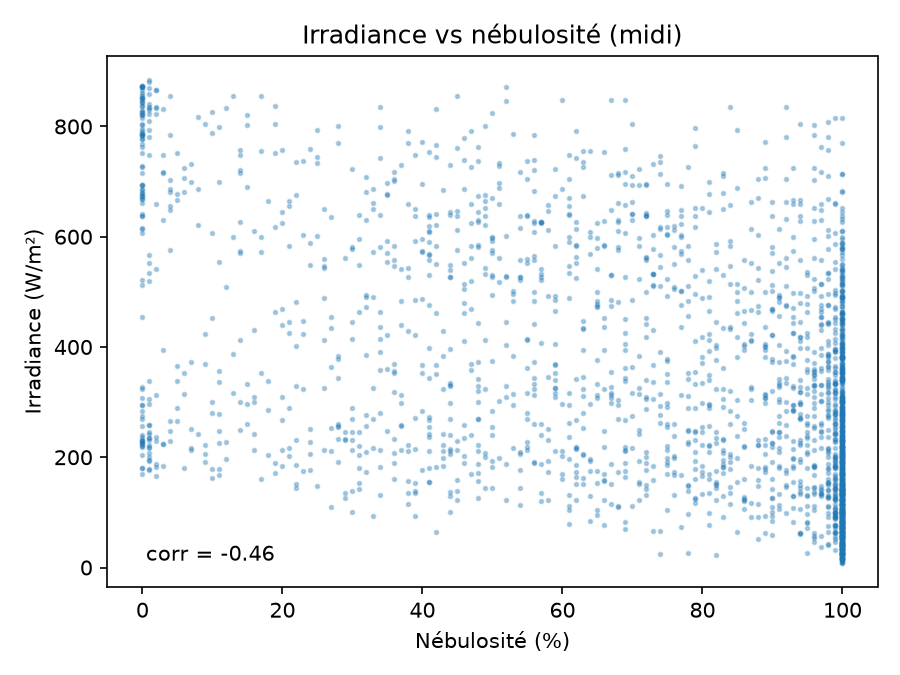 Irradiance vs nébulosité (midi)
Irradiance (W/m²)
800
600
400
200
0
corr = -0.46
0 20 40 60 80 100
Nébulosité (%)